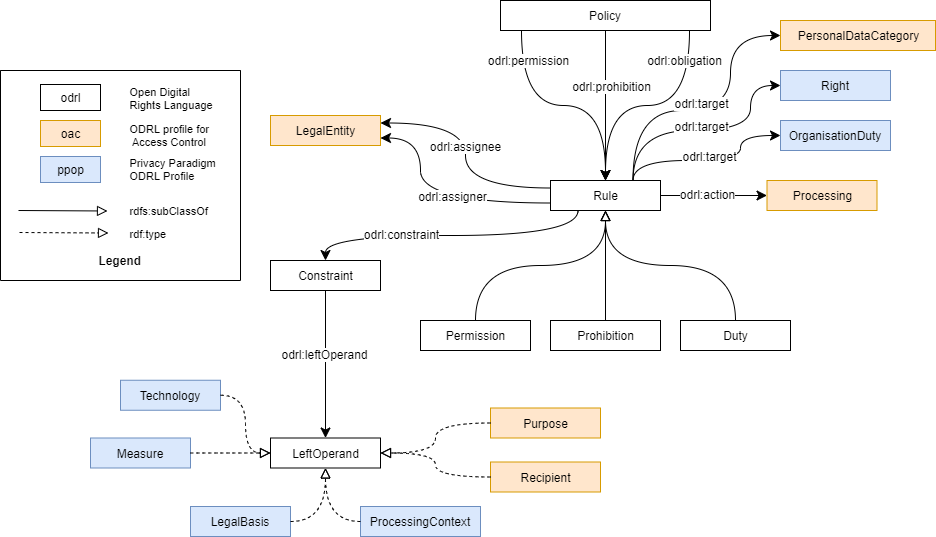 Policy
odrl:permission
odrl:prohibition
odrl:obligation
PersonalDataCategory
odrl:target
Right
odrl:target
OrganisationDuty
odrl:target
odrl
Open Digital
Rights Language
oac
ODRL profile for
Access Control
ppop
Privacy Paradigm
ODRL Profile
rdfs:subClassOf
rdf:type
Legend
LegalEntity
odrl:assignee
odrl:assigner
Rule
odrl:action
Processing
odrl:constraint
Constraint
Permission
Prohibition
Duty
odrl:leftOperand
Technology
Measure
LeftOperand
Purpose
Recipient
LegalBasis
ProcessingContext